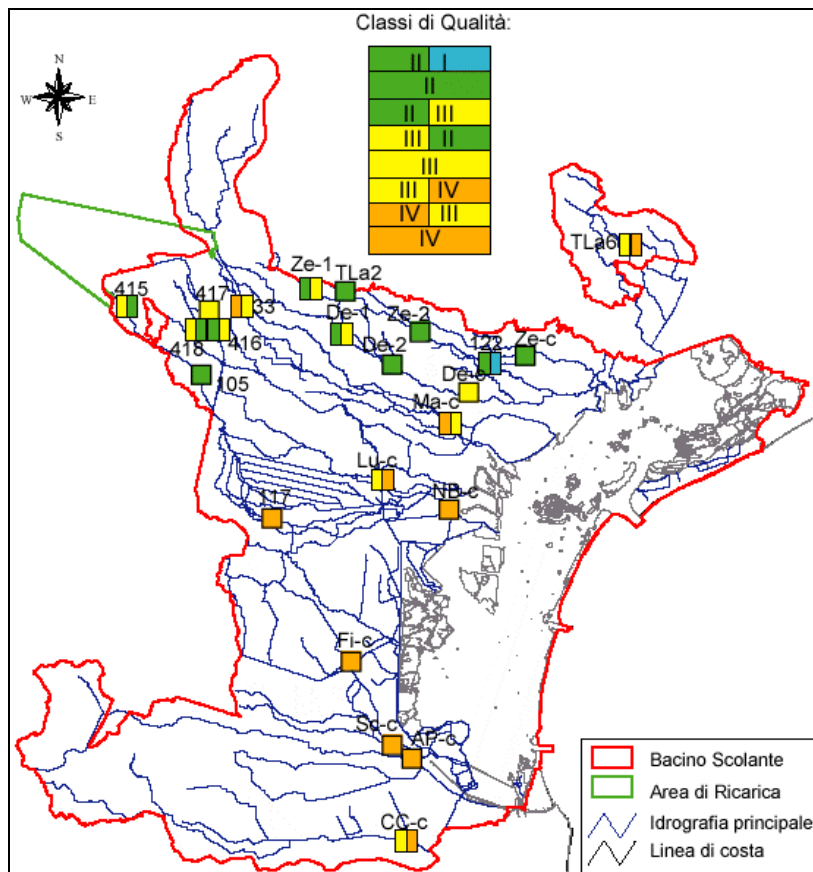 Classi di Qualità:
II I
II
II III
III II
III
III IV
IV III
IV
N
W E
S
TLa6
Ze-1
TLa2
415
417
33
De-1
Ze-2
418
416
122
Ze-c
De-2
105
De-c
Ma-c
Lu-c
NB-c
117
Fi-c
Sc-c
AP-c
CC-c
Bacino Scolante
Area di Ricarica
Idrografia principale
Linea di costa